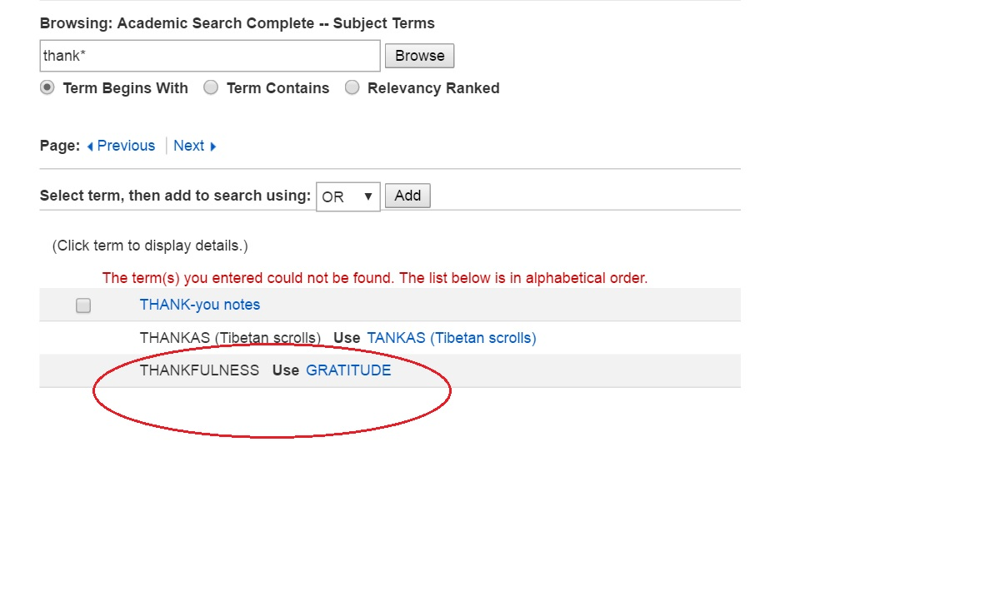 Browsing: Academic Search Complete -- Subject Terms
thank* Browse
Term Begins With Term Contains Relevancy Ranked
Page: Previous Next
Select term, then add to search using: OR Add
(Click term to display details.)
The term(s) you entered could not be found. The list below is in alphabetical order.
THANK-you notes
THANKAS (Tibetan scrolls) Use TANKAS (Tibetan scrolls)
THANKFULNESS Use GRATITUDE